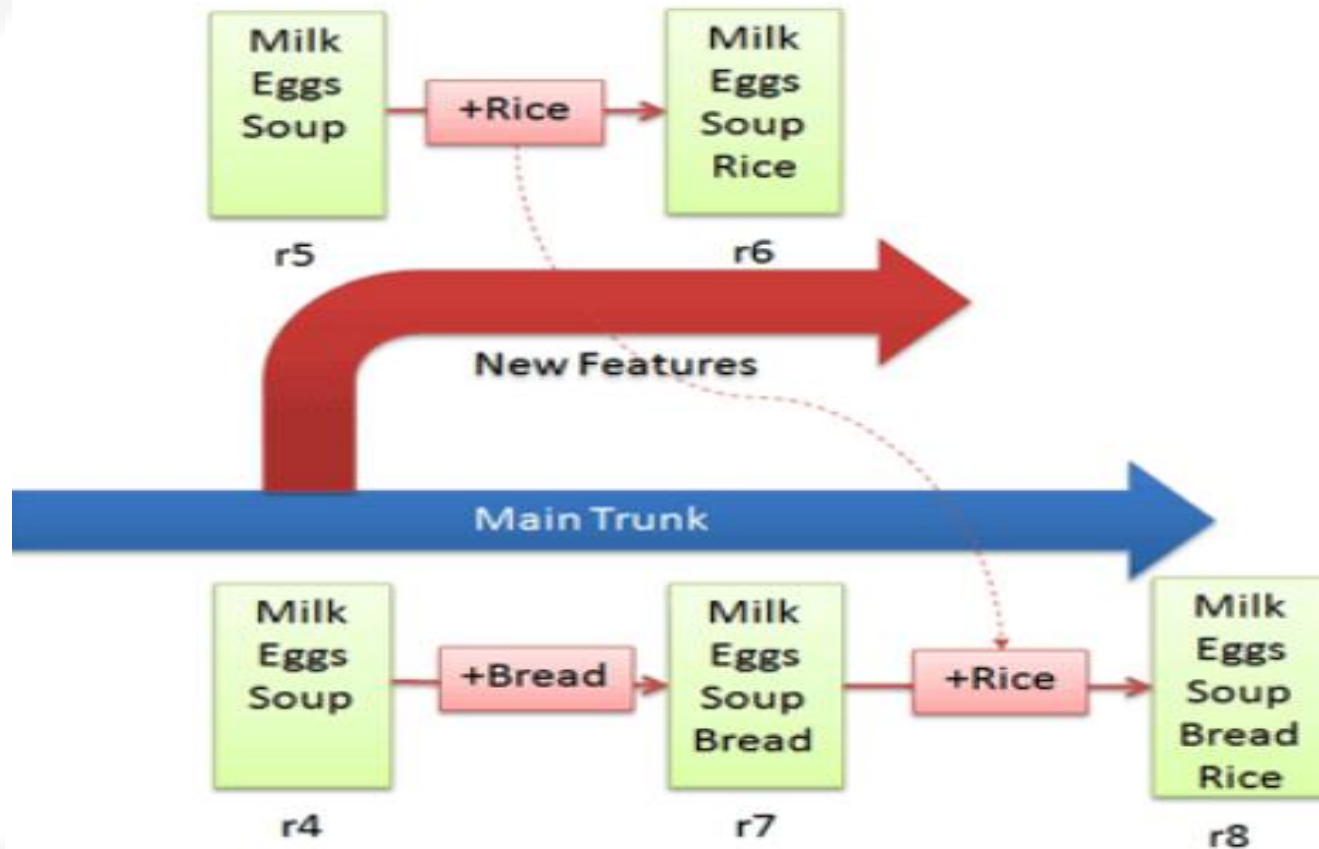 Milk
Eggs
Soup
+Rice
Milk
Eggs
Soup
Rice
r5
r6
New Features
Main Trunk
Milk
Eggs
Soup
+Bread
Milk
Eggs
Soup
Bread
+Rice
Milk
Eggs
Soup
Bread
Rice
r4
r7
r8